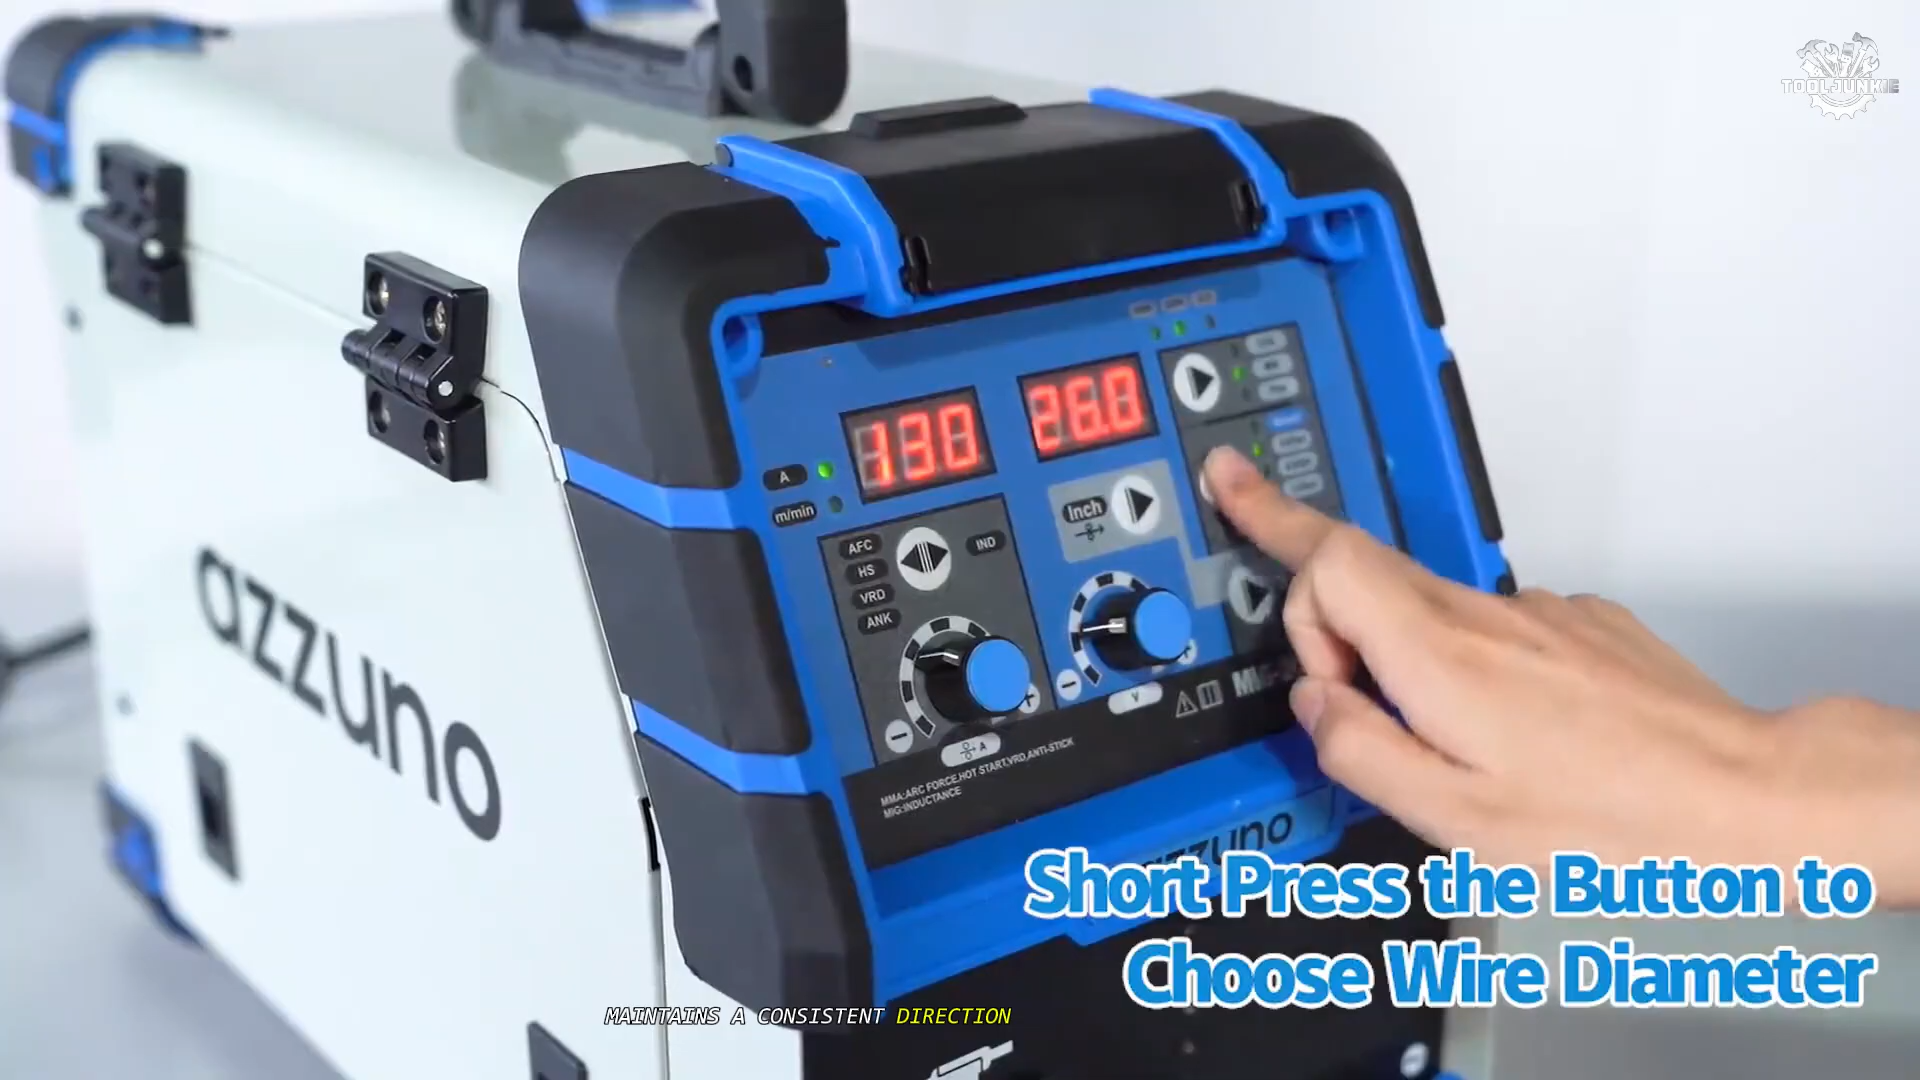 TOOLJUNKIE
130
26.0
A
m/min
Inch
AFC
IND
HS
VRD
ANK
A
V
MMA:ARC FORCE,HOT START,VRD,ANTI-STICK
MIG:INDUCTANCE
azzuno
azzuno
Short Press the Button to
Choose Wire Diameter
MAINTAINS A CONSISTENT DIRECTION